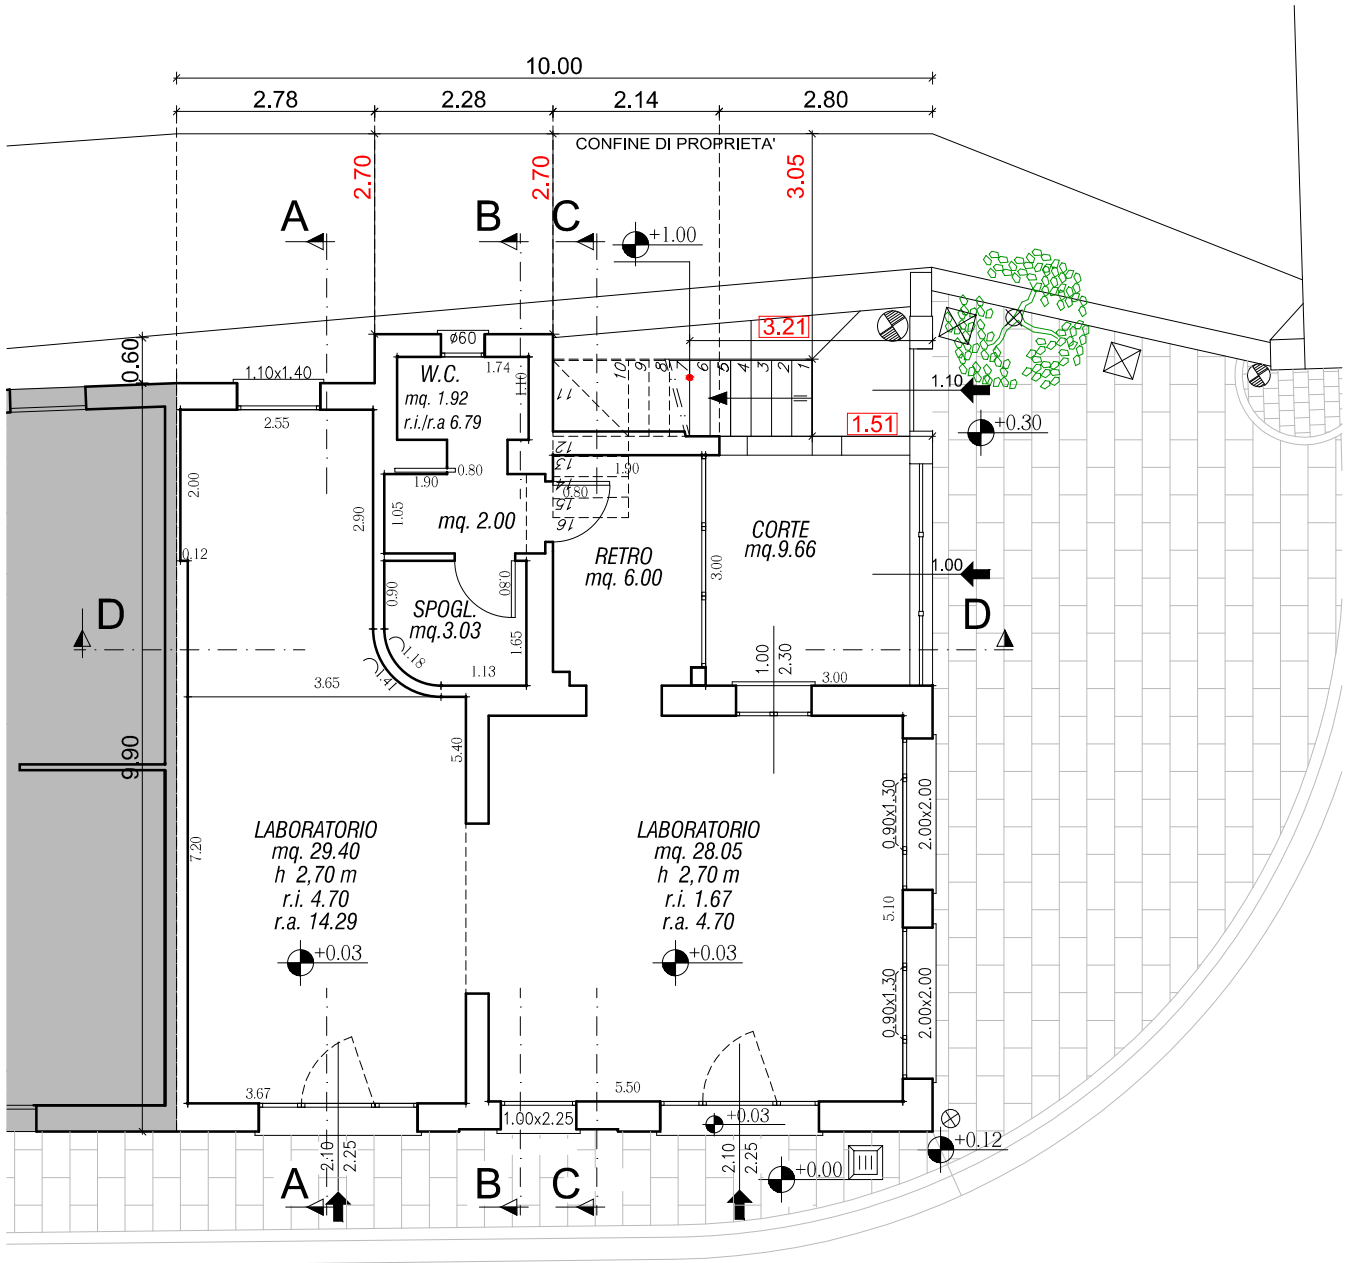 10.00
2.78
2.28
2.14
2.80
CONFINE DI PROPRIETA'
2.70
2.70
3.05
A
B
C
+1.00
0.60
3.21
ø60
1.74
1.10
W.C.
mq. 1.92
r.i./r.a 6.79
1.10x1.40
2.55
11
10
9
8
7
6
5
4
3
2
1
1.10
1.51
+0.30
2.00
2.90
0.80
1.90
1.05
mq. 2.00
12
13
14
15
16
1.90
0.80
CORTE
mq.9.66
RETRO
mq. 6.00
3.00
0.12
1.00
D
0.90
0.80
SPOGL.
mq.3.03
1.65
D
1.18
1.41
1.13
3.65
1.00
2.30
3.00
9.90
5.40
7.20
LABORATORIO
mq. 29.40
h 2,70 m
r.i. 4.70
r.a. 14.29
+0.03
LABORATORIO
mq. 28.05
h 2,70 m
r.i. 1.67
r.a. 4.70
+0.03
0.90x1.30
2.00x2.00
5.10
0.90x1.30
2.00x2.00
3.67
5.50
1.00x2.25
+0.03
2.10
2.25
2.10
2.25
+0.12
+0.00
A
B
C